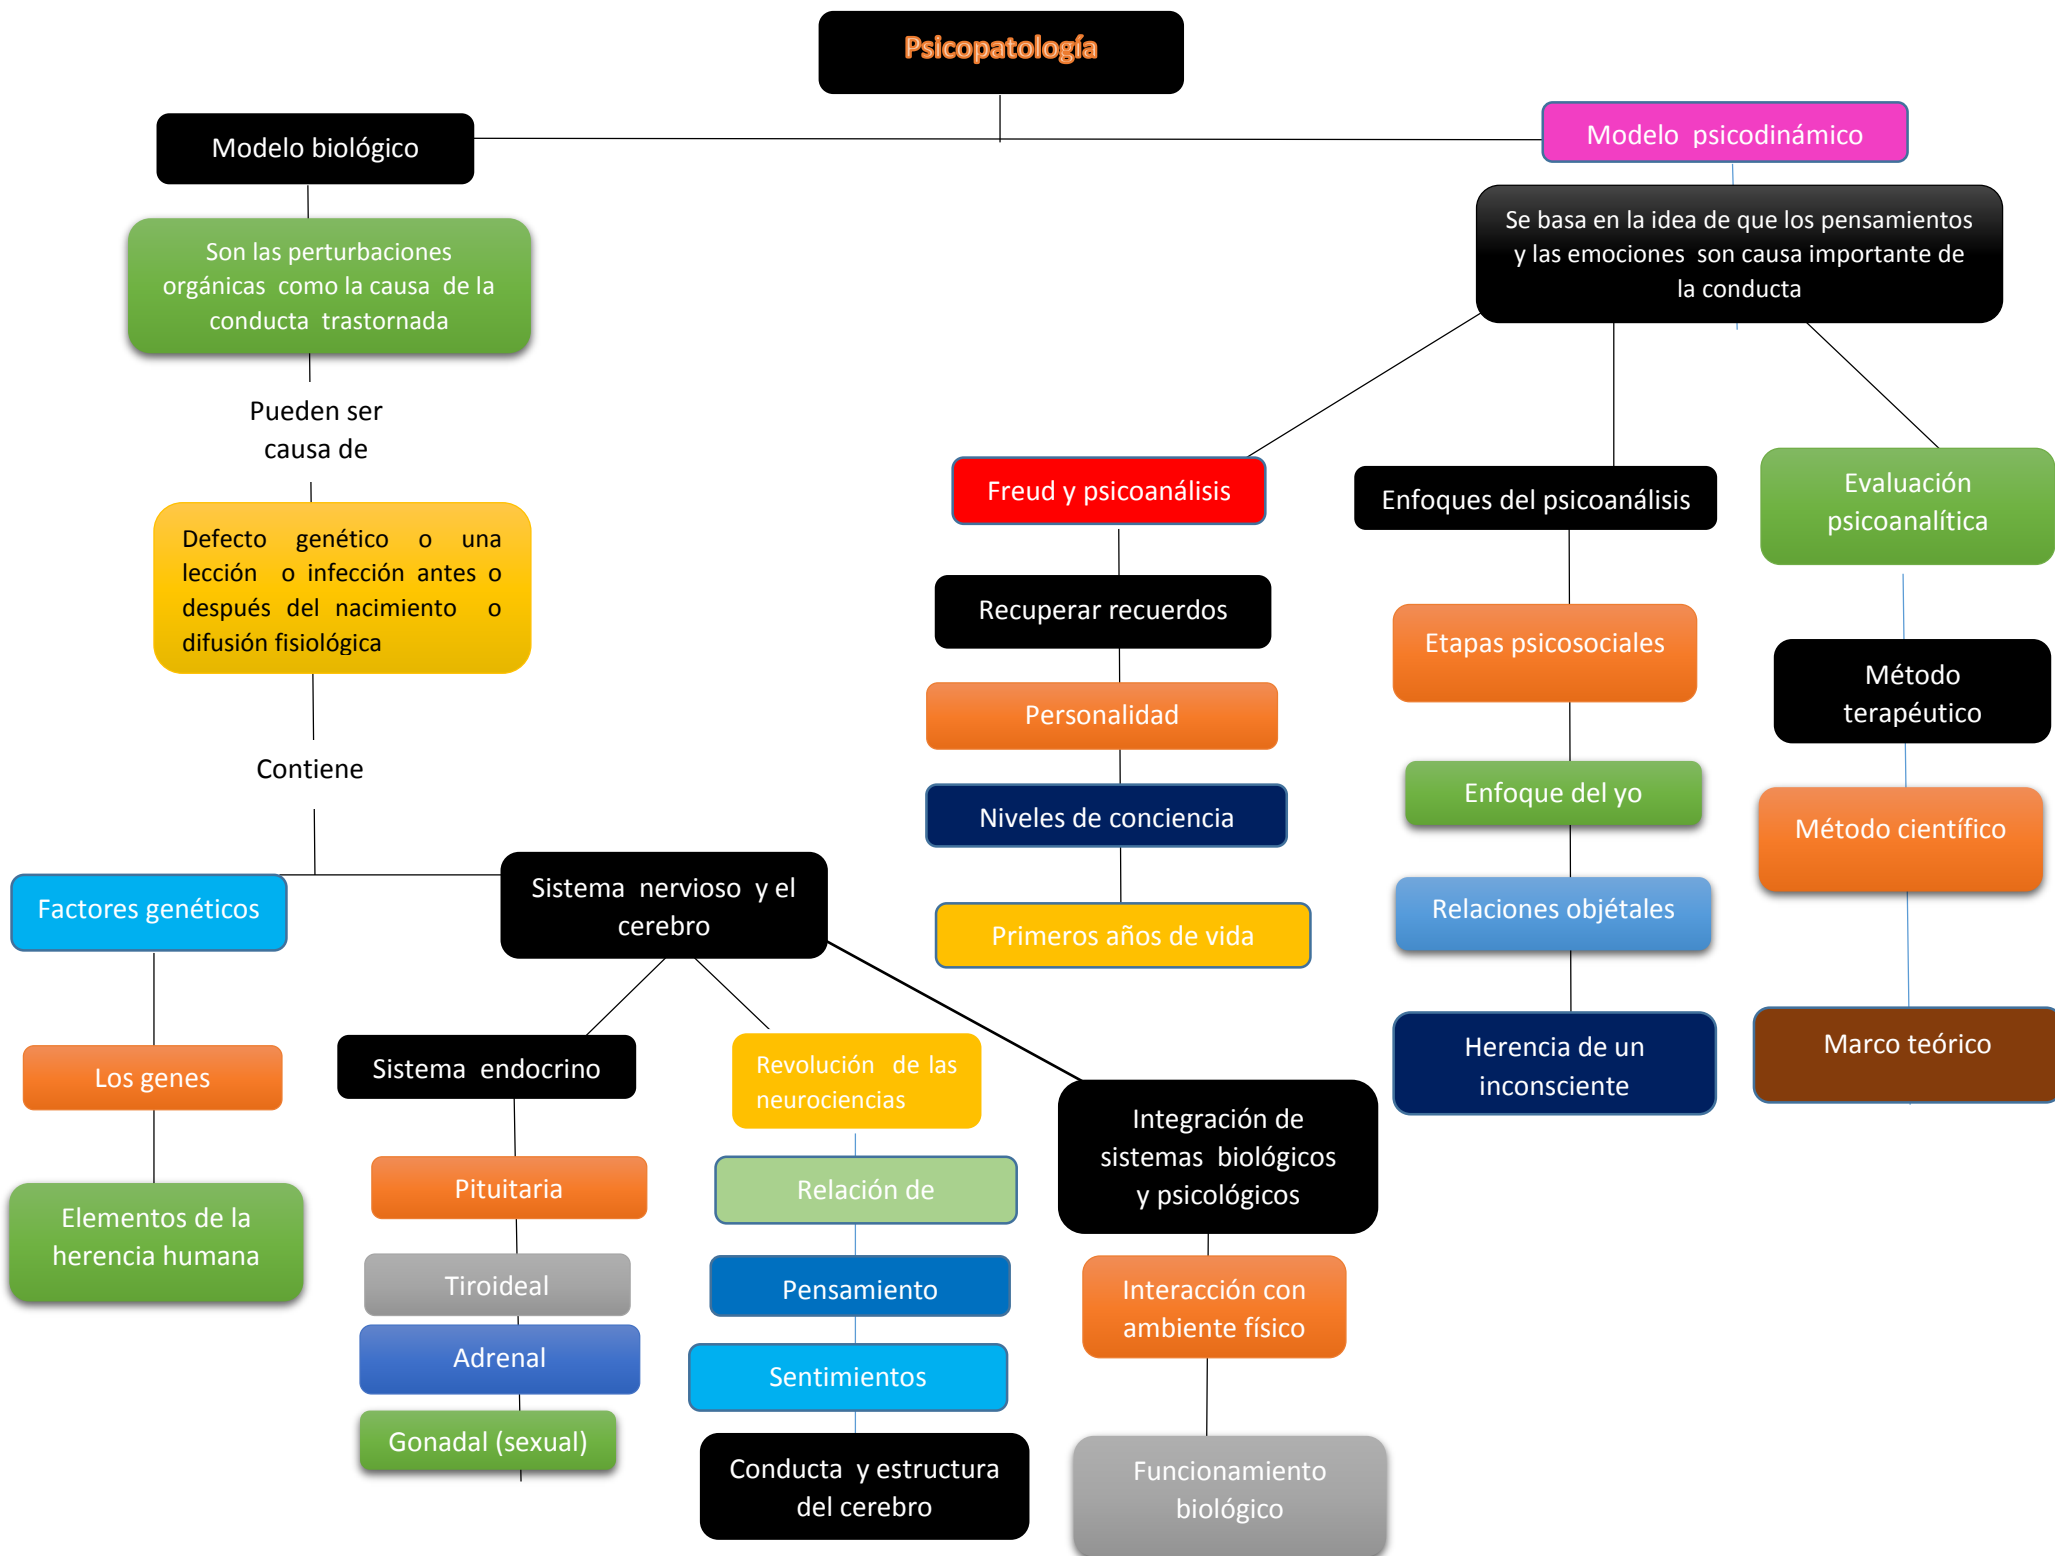 Psicopatología
Modelo biológico
Modelo psicodinámico
Son las perturbaciones
orgánicas como la causa de la
conducta trastornada
Se basa en la idea de que los pensamientos
y las emociones son causa importante de
la conducta
Pueden ser
causa de
Defecto genético o una
lección o infección antes o
después del nacimiento o
difusión fisiológica
Contiene
Factores genéticos
Los genes
Elementos de la
herencia humana
Sistema nervioso y el
cerebro
Sistema endocrino
Pituitaria
Tiroideal
Adrenal
Gonadal (sexual)
Revolución de las
neurociencias
Relación de
Pensamiento
Sentimientos
Conducta y estructura
del cerebro
Integración de
sistemas biológicos
y psicológicos
Interacción con
ambiente físico
Funcionamiento
biológico
Freud y psicoanálisis
Recuperar recuerdos
Personalidad
Niveles de conciencia
Primeros años de vida
Enfoques del psicoanálisis
Etapas psicosociales
Enfoque del yo
Relaciones objétales
Herencia de un
inconsciente
Evaluación
psicoanalítica
Método
terapéutico
Método científico
Marco teórico